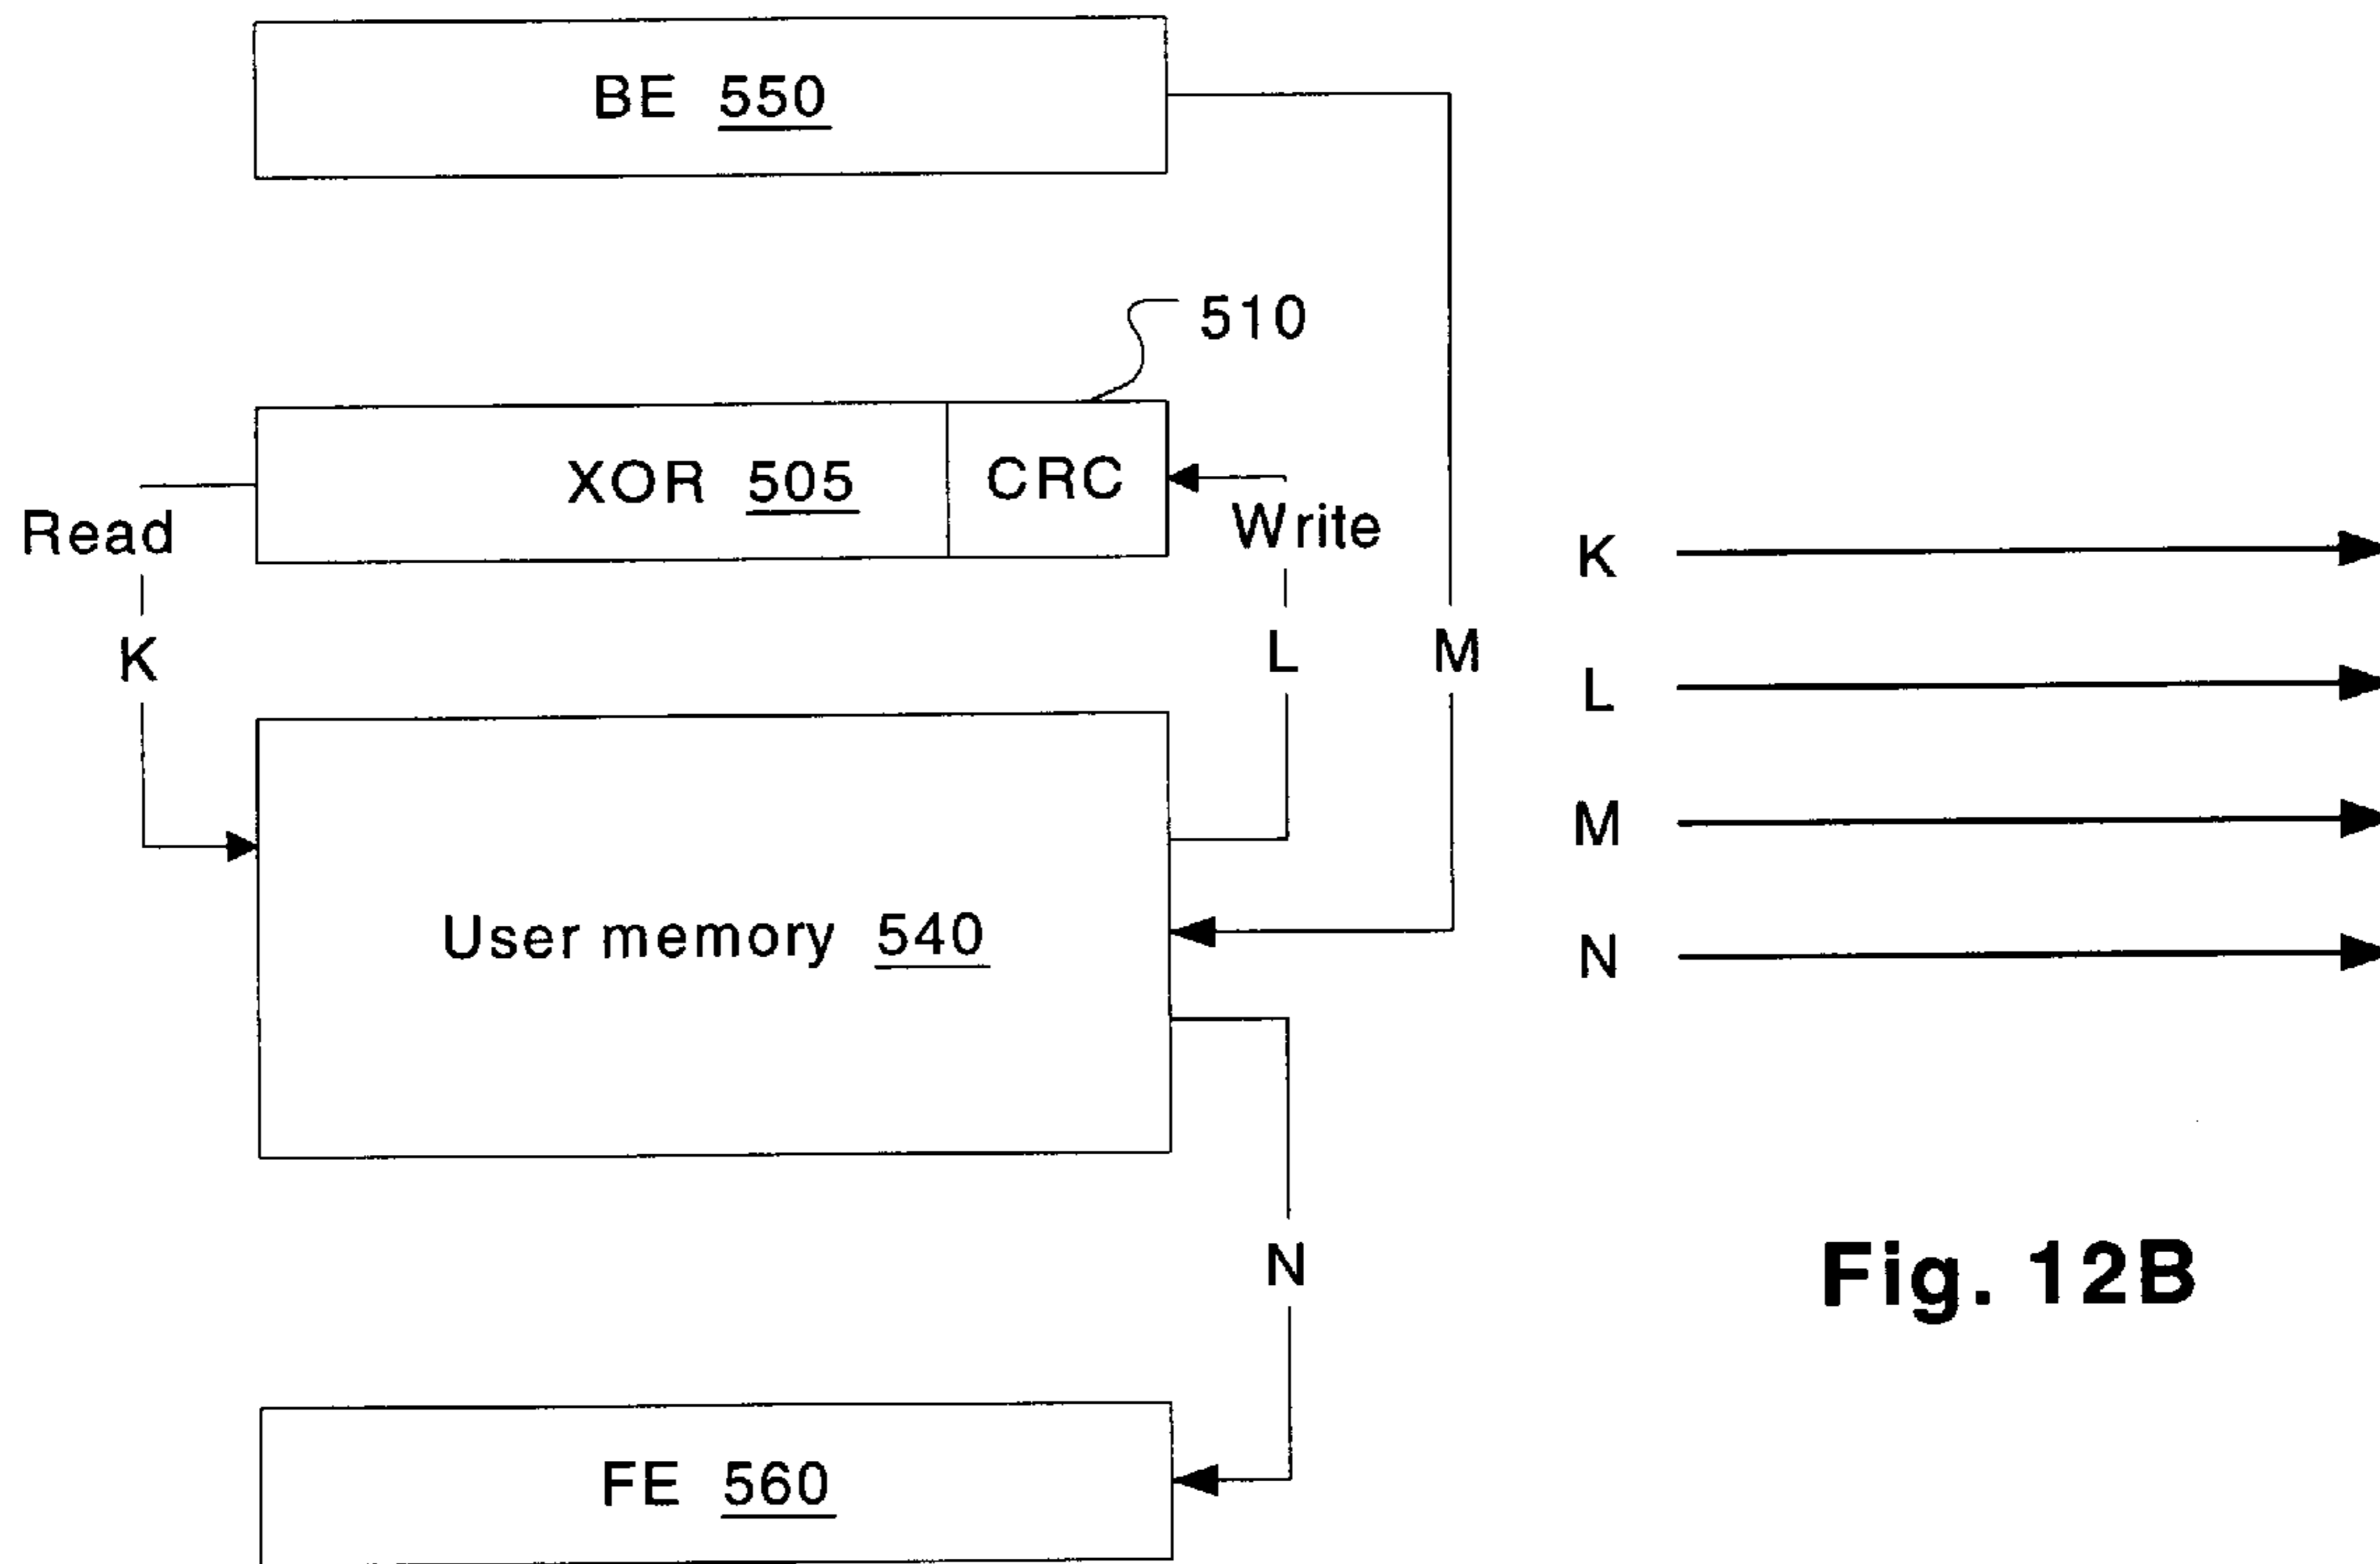 BE 550
510
XOR 505 CRC
Read
Write
K
L
M
User memory 540
N
FE 560
K
L
M
N
Fig. 12B